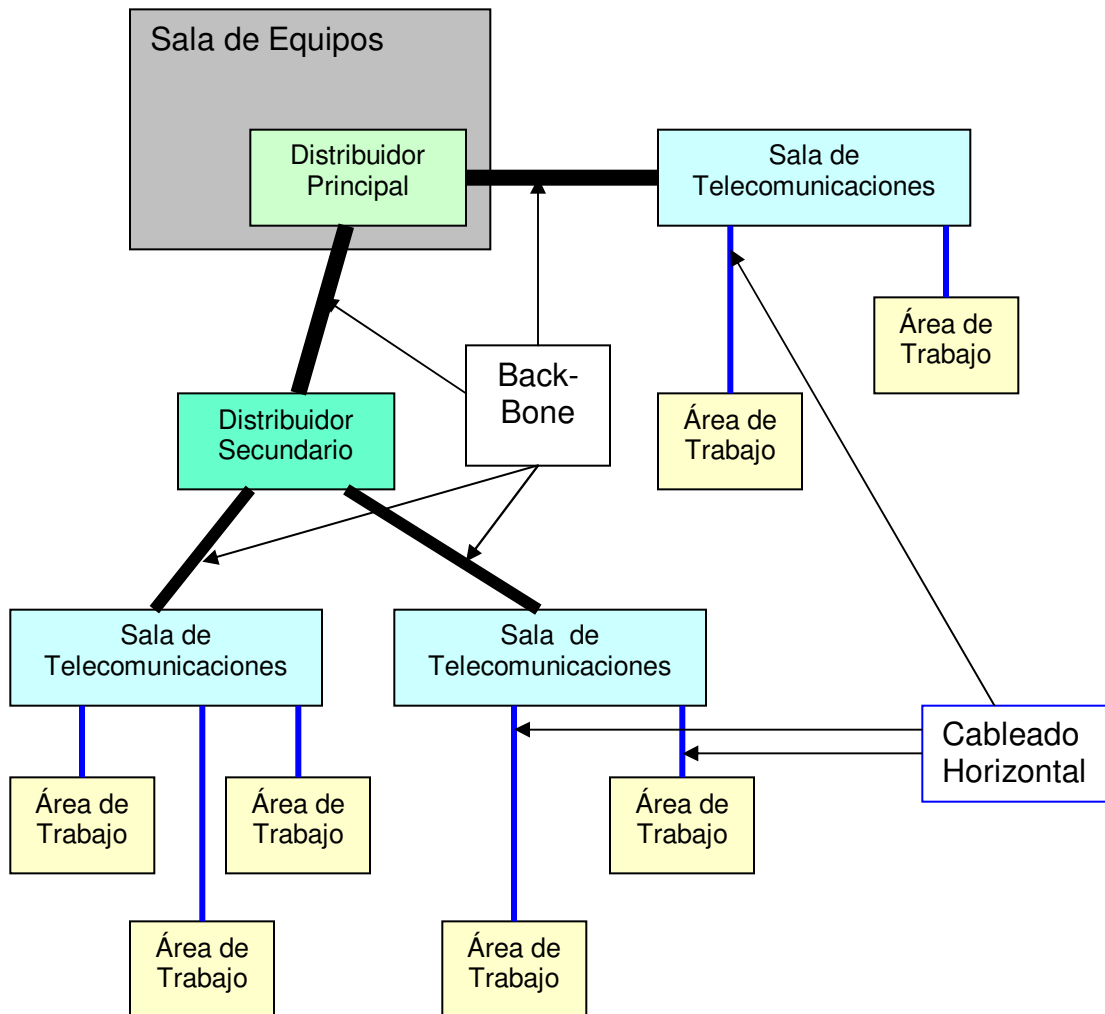 Sala de Equipos
Distribuidor
Principal
Sala de
Telecomunicaciones
Área de
Trabajo
Back-
Bone
Área de
Trabajo
Distribuidor
Secundario
Sala de
Telecomunicaciones
Sala de
Telecomunicaciones
Cableado
Horizontal
Área de
Trabajo
Área de
Trabajo
Área de
Trabajo
Área de
Trabajo
Área de
Trabajo